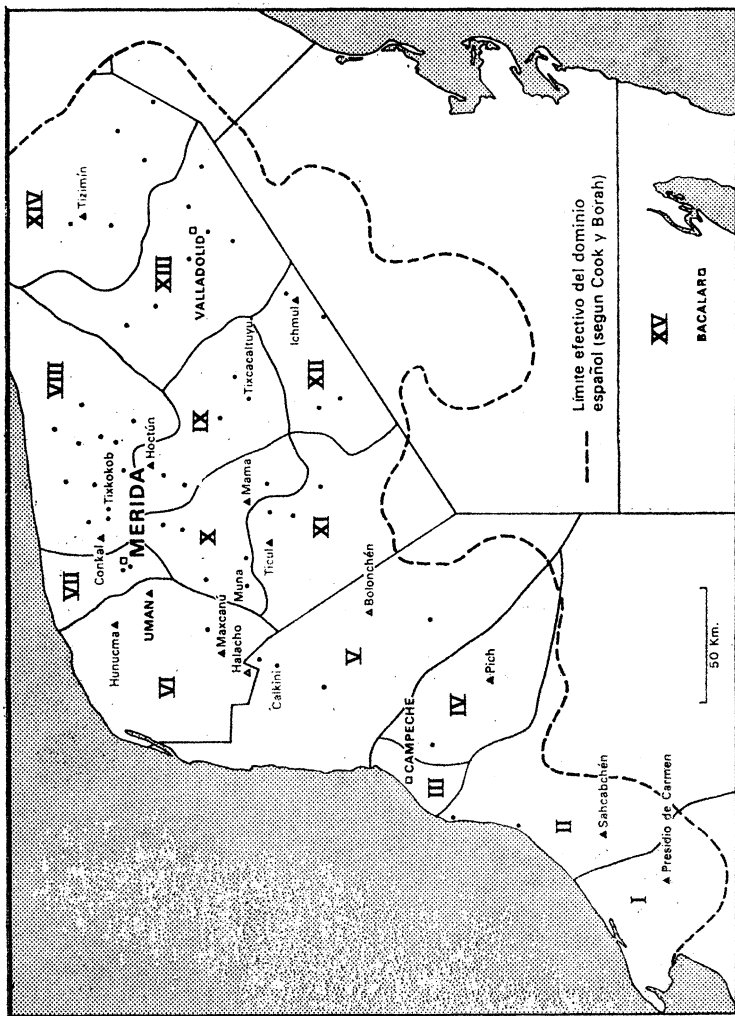 XIV
Tizimín
XIII
VALLADOLID
VIII
Tixkokob
Hoctún
Conkal
MERIDA
VII
IX
Tixcacaltuyu
Ichmul
XII
Hunucma
UMAN
VI
Maxcanú
Halacho
X
Muna
Mama
Ticul
XI
Calkini
V
Bolonchén
CAMPECHE
III
IV
Pich
II
Sahcabchén
I
Presidio de Carmen
Límite efectivo del dominio
español (segun Cook y Borah)
XV
BACALAR
50 Km.